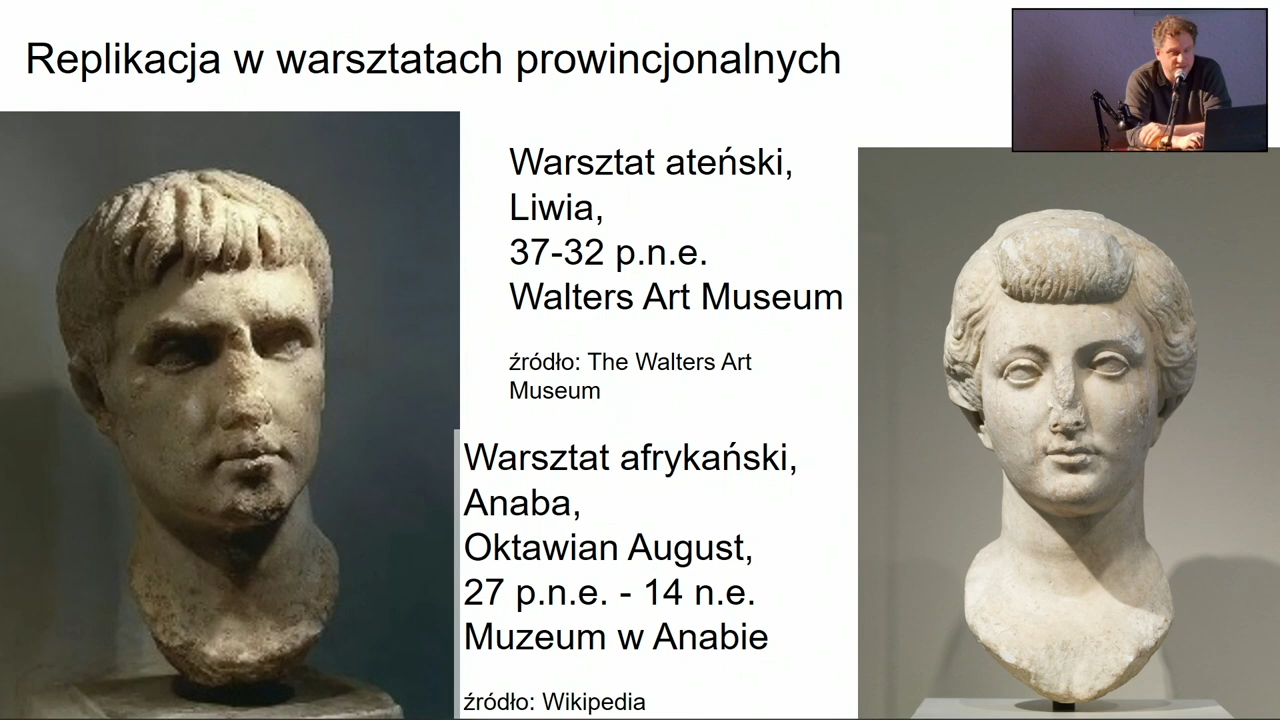 Replikacja w warsztatach prowincjonalnych
Warsztat ateński,
Liwia,
37-32 p.n.e.
Walters Art Museum
źródło: The Walters Art
Museum
Warsztat afrykański,
Anaba,
Oktawian August,
27 p.n.e. - 14 n.e.
Muzeum w Anabie
źródło: Wikipedia